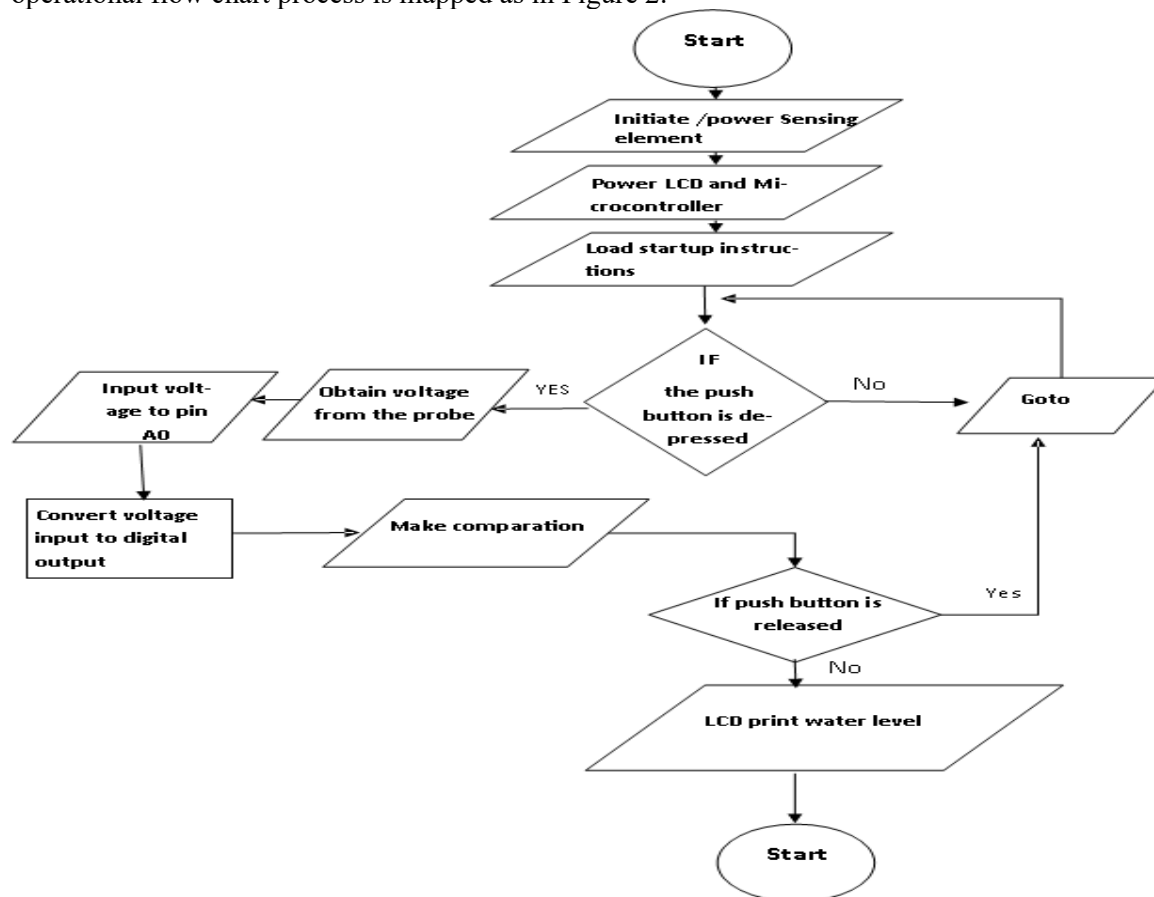 operational flow chart process is mapped as in Figure 2.
Start
Initiate /power Sensing
element
Power LCD and Mi-
crocontroller
Load startup instruc-
tions
IF
the push
button is de-
pressed
No
Goto
YES
Obtain voltage
from the probe
Input volt-
age to pin
A0
Convert voltage
input to digital
output
Make comparation
If push button is
released
Yes
No
LCD print water level
Start